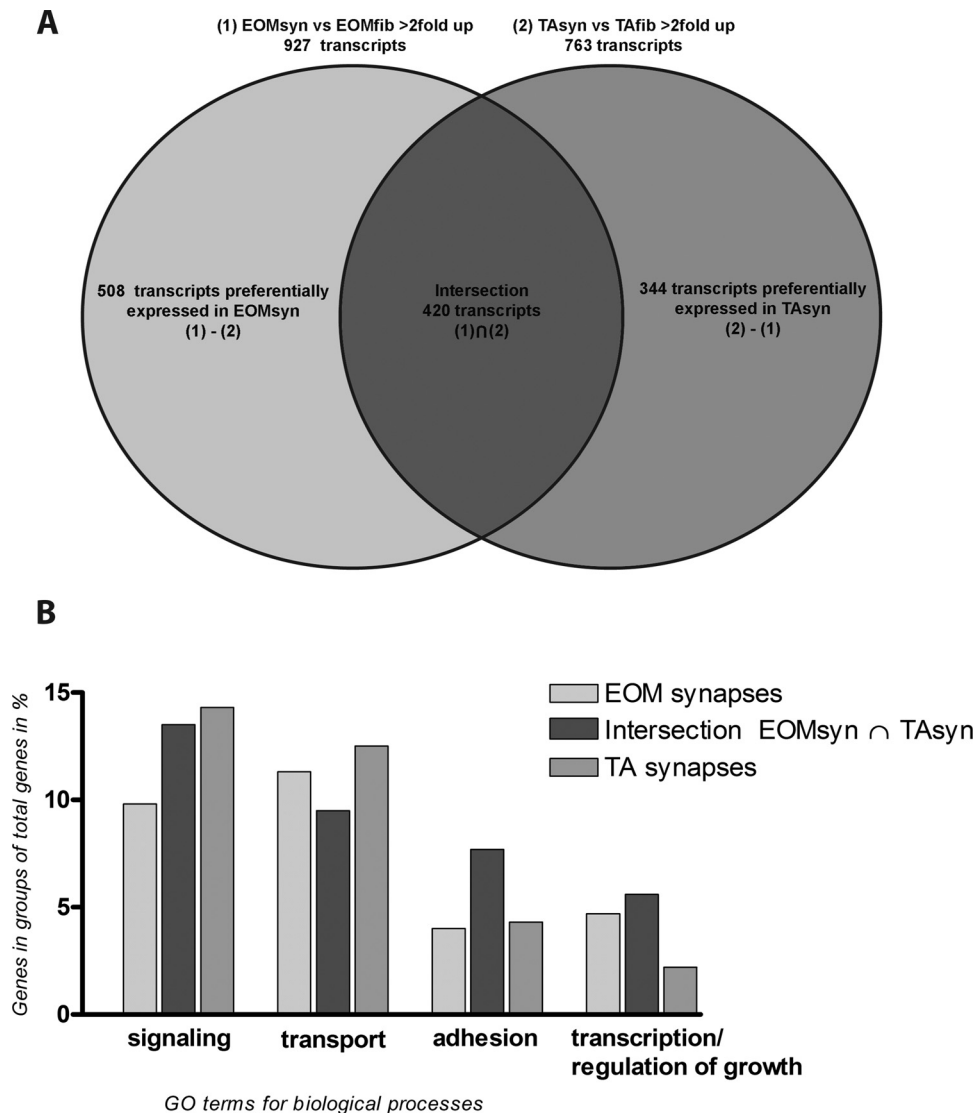 A
(1) EOMsyn vs EOMfib >2fold up
927 transcripts
(2) TAsyn vs TAfib >2fold up
763 transcripts
508 transcripts preferentially
expressed in EOMsyn
(1) - (2)
Intersection
420 transcripts
(1)∩(2)
344 transcripts preferentially
expressed in TAsyn
(2) - (1)
B
Genes in groups of total genes in %
15
10
5
0
EOM synapses
Intersection EOMsyn ∩ TAsyn
TA synapses
signaling
transport
adhesion
transcription/
regulation of growth
GO terms for biological processes